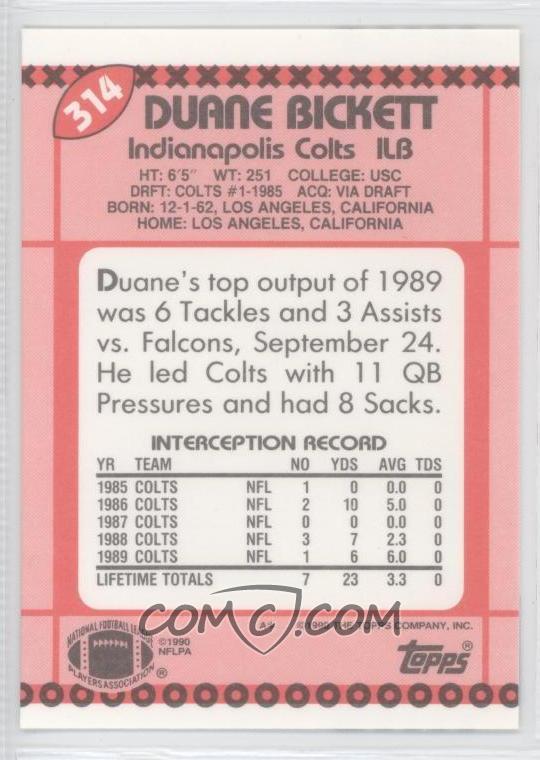 314
DUANE BICKETT
Indianapolis Colts ILB
HT: 6'5" WT: 251 COLLEGE: USC
DRFT: COLTS #1-1985 ACQ: VIA DRAFT
BORN: 12-1-62, LOS ANGELES, CALIFORNIA
HOME: LOS ANGELES, CALIFORNIA
Duane's top output of 1989
was 6 Tackles and 3 Assists
vs. Falcons, September 24.
He led Colts with 11 QB
Pressures and had 8 Sacks.
INTERCEPTION RECORD
YR TEAM NO YDS AVG TDS
1985 COLTS NFL 1 0 0.0 0
1986 COLTS NFL 2 10 5.0 0
1987 COLTS NFL 0 0 0.0 0
1988 COLTS NFL 3 7 2.3 0
1989 COLTS NFL 1 6 6.0 0
LIFETIME TOTALS 7 23 3.3 0
COMC.COM
A* ©1990 THE TOPPS COMPANY, INC.
NATIONAL FOOTBALL LEAGUE
PLAYERS ASSOCIATION ®
©1990
NFLPA
TOPPS®